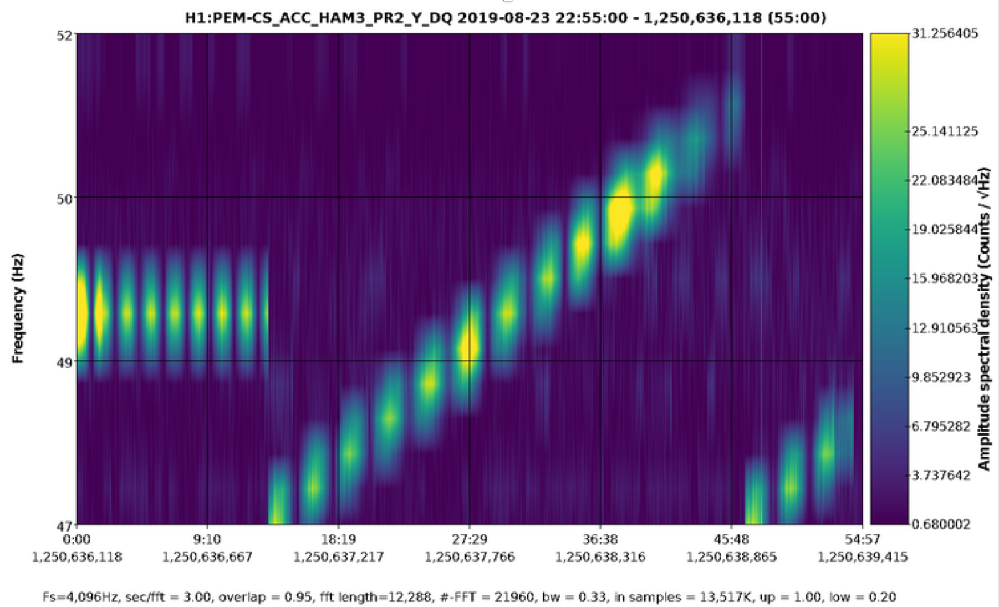 H1:PEM-CS_ACC_HAM3_PR2_Y_DQ 2019-08-23 22:55:00 - 1,250,636,118 (55:00)
52
50
49
47
Frequency (Hz)
0:00 9:10 18:19 27:29 36:38 45:48 54:57
1,250,636,118 1,250,636,667 1,250,637,217 1,250,637,766 1,250,638,316 1,250,638,865 1,250,639,415
31.256405
25.141125
22.083484
19.025844
15.968203
12.910563
9.852923
6.795282
3.737642
0.680002
Amplitude spectral density (Counts / √Hz)
Fs=4,096Hz, sec/fft = 3.00, overlap = 0.95, fft length=12,288, #-FFT = 21960, bw = 0.33, in samples = 13,517K, up = 1.00, low = 0.20